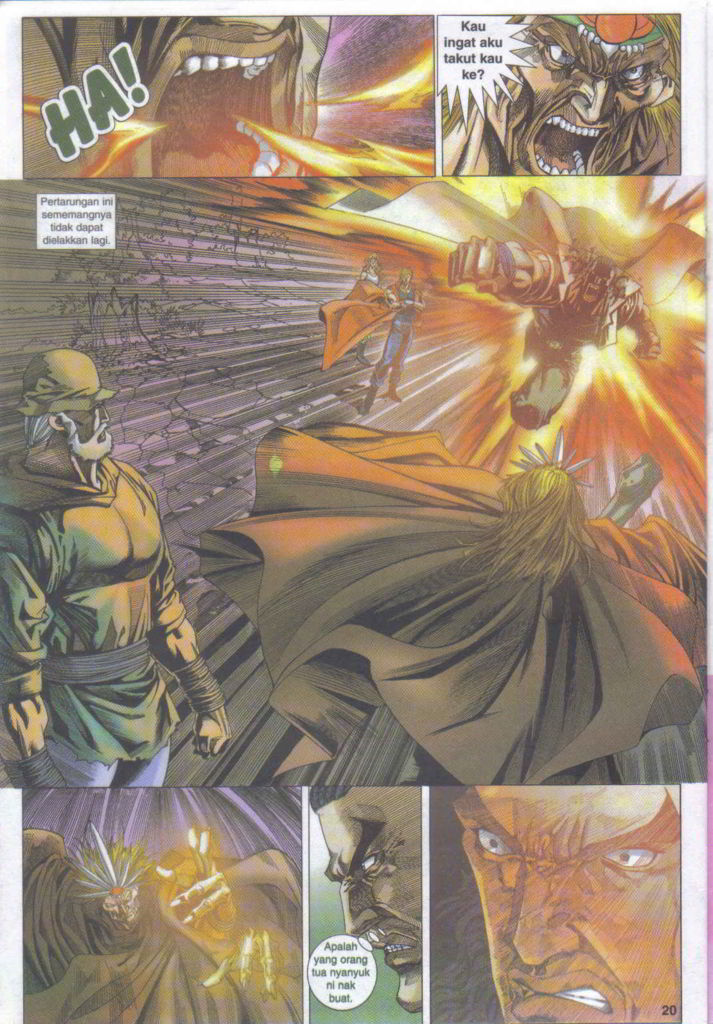 HA!
Kau
ingat aku
takut kau
ke?
Pertarungan ini
sememangnya
tidak dapat
dielakkan lagi.
Apalah
yang orang
tua nyanyuk
ni nak
buat.
20